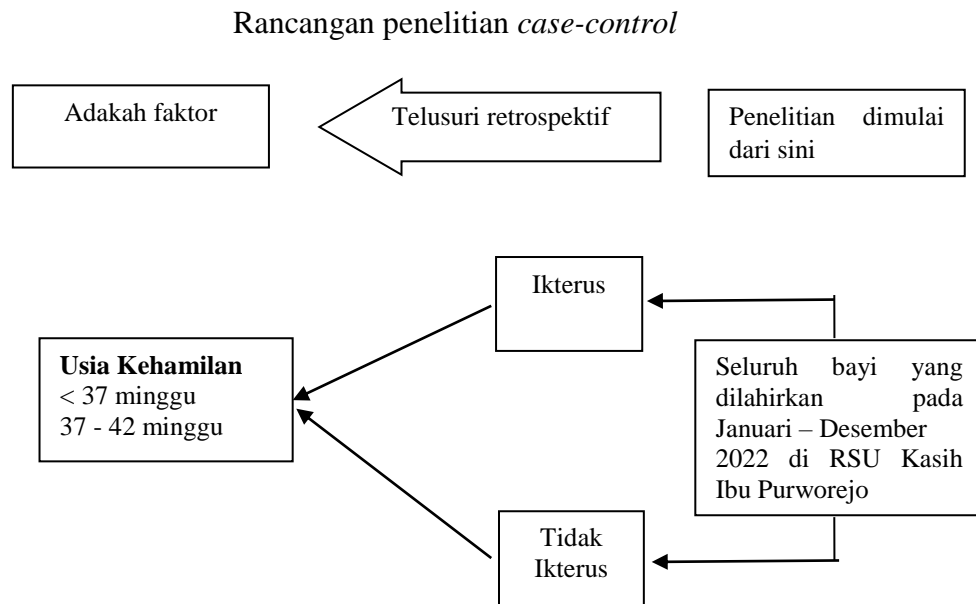 Rancangan penelitian case-control
Adakah faktor
Telusuri retrospektif
Penelitian dimulai
dari sini
Ikterus
Usia Kehamilan
< 37 minggu
37 - 42 minggu
Seluruh bayi yang
dilahirkan pada
Januari – Desember
2022 di RSU Kasih
Ibu Purworejo
Tidak
Ikterus